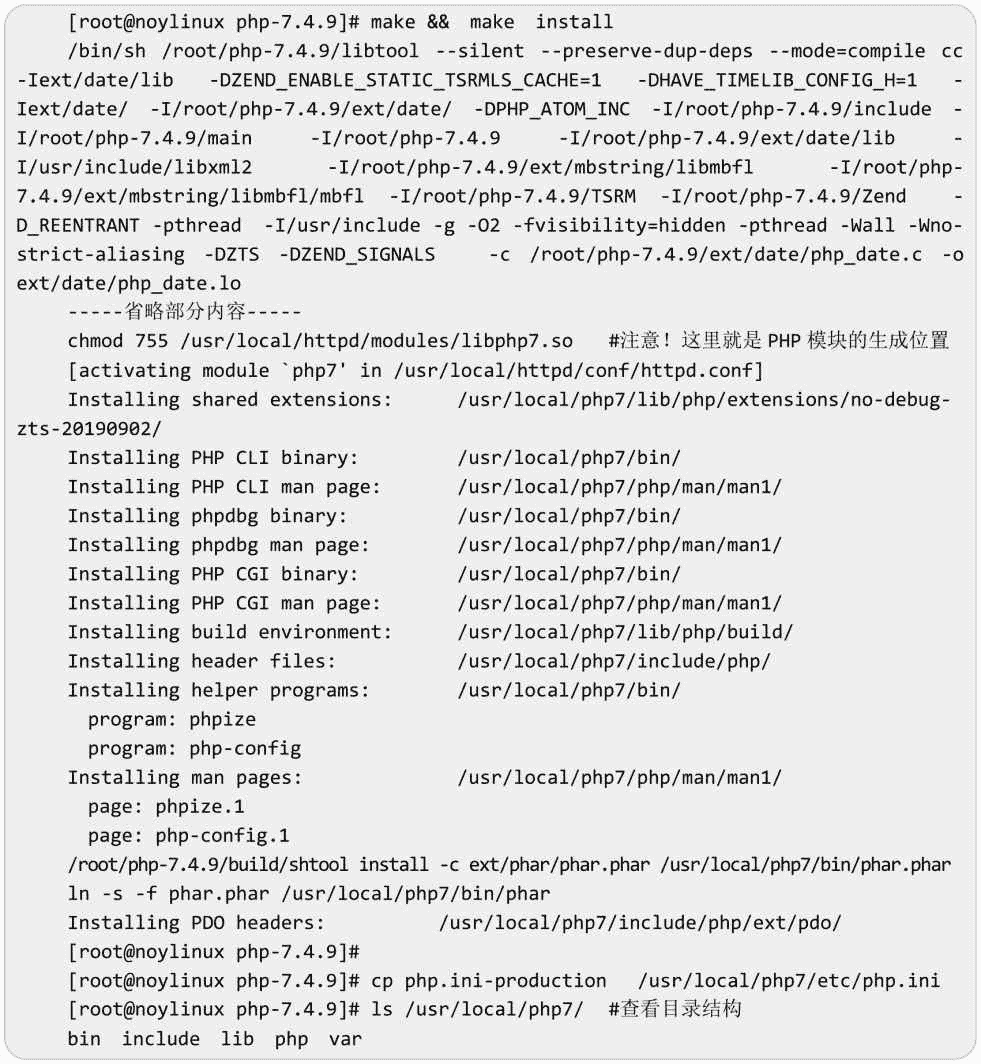 [root@noylinux php-7.4.9]# make &&  make  install
/bin/sh /root/php-7.4.9/libtool --silent --preserve-dup-deps --mode=compile cc
-Iext/date/lib  -DZEND_ENABLE_STATIC_TSRMLS_CACHE=1  -DHAVE_TIMELIB_CONFIG_H=1  -
Iext/date/ -I/root/php-7.4.9/ext/date/ -DPHP_ATOM_INC -I/root/php-7.4.9/include -
I/root/php-7.4.9/main  -I/root/php-7.4.9  -I/root/php-7.4.9/ext/date/lib  -
I/usr/include/libxml2  -I/root/php-7.4.9/ext/mbstring/libmbfl  -I/root/php-
7.4.9/ext/mbstring/libmbfl/mbfl -I/root/php-7.4.9/TSRM -I/root/php-7.4.9/Zend  -
D_REENTRANT -pthread  -I/usr/include -g -O2 -fvisibility=hidden -pthread -Wall -Wno-
strict-aliasing -DZTS -DZEND_SIGNALS  -c /root/php-7.4.9/ext/date/php_date.c -o
ext/date/php_date.lo
-----省略部分内容-----
chmod 755 /usr/local/httpd/modules/libphp7.so  #注意！这里就是 PHP 模块的生成位置
[activating module `php7' in /usr/local/httpd/conf/httpd.conf]
Installing shared extensions:     /usr/local/php7/lib/php/extensions/no-debug-
zts-20190902/
Installing PHP CLI binary:        /usr/local/php7/bin/
Installing PHP CLI man page:      /usr/local/php7/php/man/man1/
Installing phpdbg binary:         /usr/local/php7/bin/
Installing phpdbg man page:       /usr/local/php7/php/man/man1/
Installing PHP CGI binary:        /usr/local/php7/bin/
Installing PHP CGI man page:      /usr/local/php7/php/man/man1/
Installing build environment:     /usr/local/php7/lib/php/build/
Installing header files:          /usr/local/php7/include/php/
Installing helper programs:       /usr/local/php7/bin/
program: phpize
program: php-config
Installing man pages:             /usr/local/php7/php/man/man1/
page: phpize.1
page: php-config.1
/root/php-7.4.9/build/shtool install -c ext/phar/phar.phar /usr/local/php7/bin/phar.phar
ln -s -f phar.phar /usr/local/php7/bin/phar
Installing PDO headers:          /usr/local/php7/include/php/ext/pdo/
[root@noylinux php-7.4.9]#
[root@noylinux php-7.4.9]# cp php.ini-production  /usr/local/php7/etc/php.ini
[root@noylinux php-7.4.9]# ls /usr/local/php7/  #查看目录结构
bin  include  lib  php  var